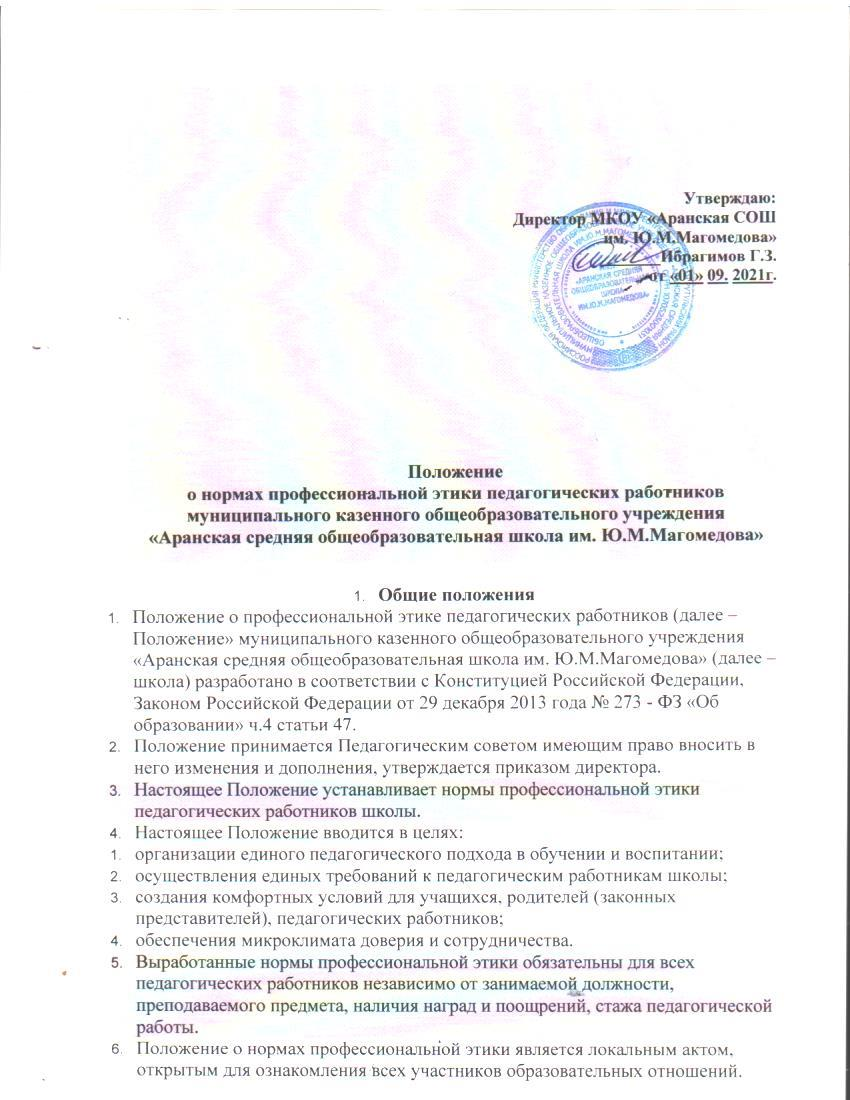 Утверждаю:
Директор МКОУ «Аранская СОШ
им. Ю.М.Магомедова»
Ибрагимов Г.З.
от «01» 09. 2021г.
«АРАНСКАЯ СРЕДНЯЯ
ОБЩЕОБРАЗОВАТЕЛЬНАЯ
ШКОЛА
ИМ.Ю.М.МАГОМЕДОВА»
Положение
о нормах профессиональной этики педагогических работников
муниципального казенного общеобразовательного учреждения
«Аранская средняя общеобразовательная школа им. Ю.М.Магомедова»
1. Общие положения
1. Положение о профессиональной этике педагогических работников (далее –
Положение» муниципального казенного общеобразовательного учреждения
«Аранская средняя общеобразовательная школа им. Ю.М.Магомедова» (далее –
школа) разработано в соответствии с Конституцией Российской Федерации,
Законом Российской Федерации от 29 декабря 2013 года № 273 - ФЗ «Об
образовании» ч.4 статьи 47.
2. Положение принимается Педагогическим советом имеющим право вносить в
него изменения и дополнения, утверждается приказом директора.
3. Настоящее Положение устанавливает нормы профессиональной этики
педагогических работников школы.
4. Настоящее Положение вводится в целях:
1. организации единого педагогического подхода в обучении и воспитании;
2. осуществления единых требований к педагогическим работникам школы;
3. создания комфортных условий для учащихся, родителей (законных
представителей), педагогических работников;
4. обеспечения микроклимата доверия и сотрудничества.
5. Выработанные нормы профессиональной этики обязательны для всех
педагогических работников независимо от занимаемой должности,
преподаваемого предмета, наличия наград и поощрений, стажа педагогической
работы.
6. Положение о нормах профессиональной этики является локальным актом,
открытым для ознакомления всех участников образовательных отношений.